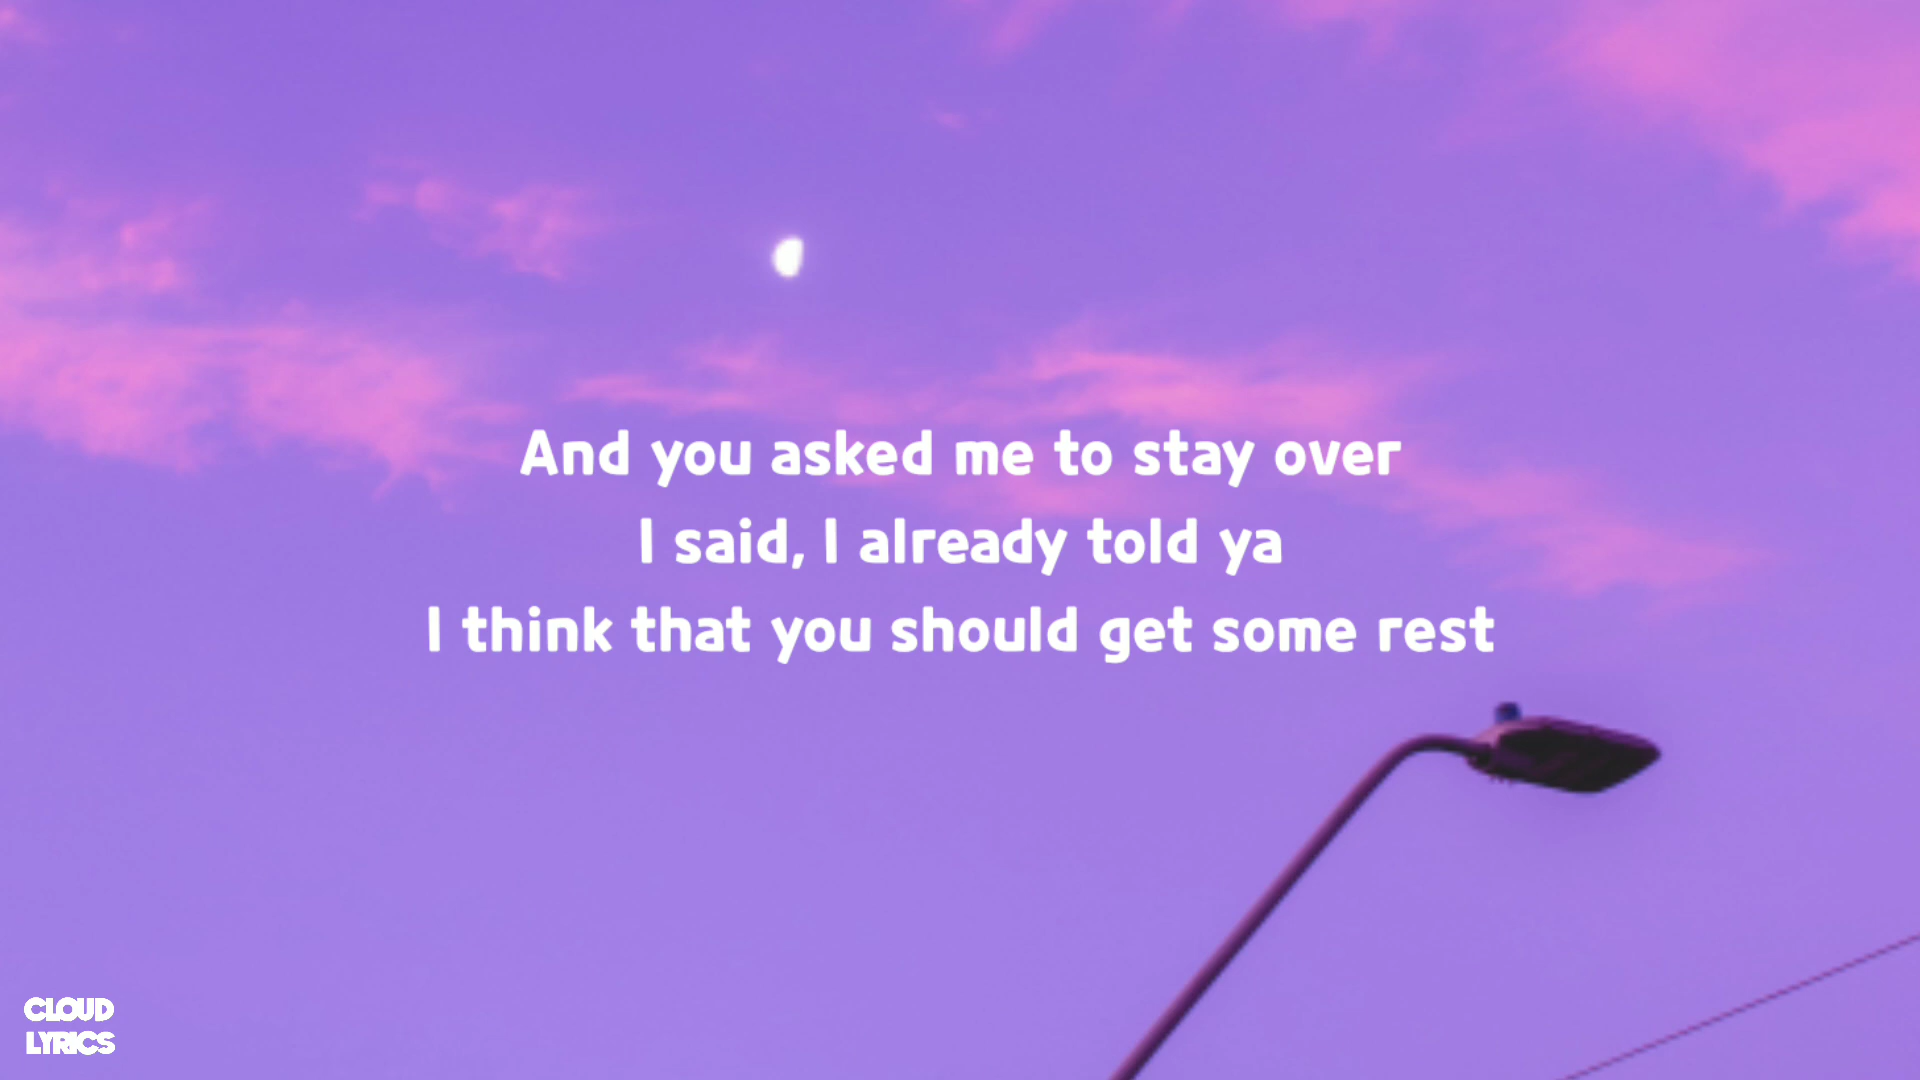 And you asked me to stay over
I said, I already told ya
I think that you should get some rest
CLOUD
LYRICS